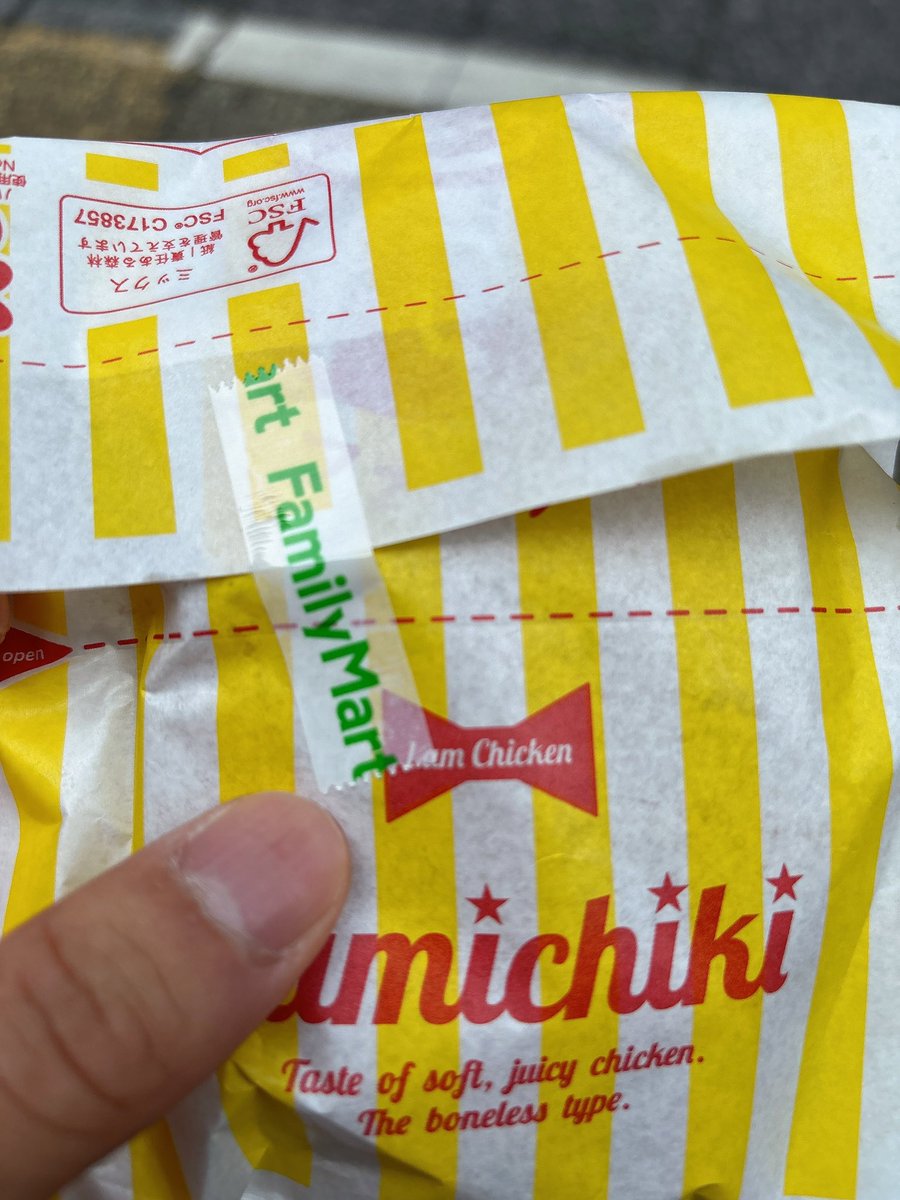 ミックス
紙|責任ある森林
管理を支えています
FSC® C173857
FSC
www.fsc.org
art FamilyMart
open
I am Chicken
amichiki
Taste of soft, juicy chicken.
The boneless type.